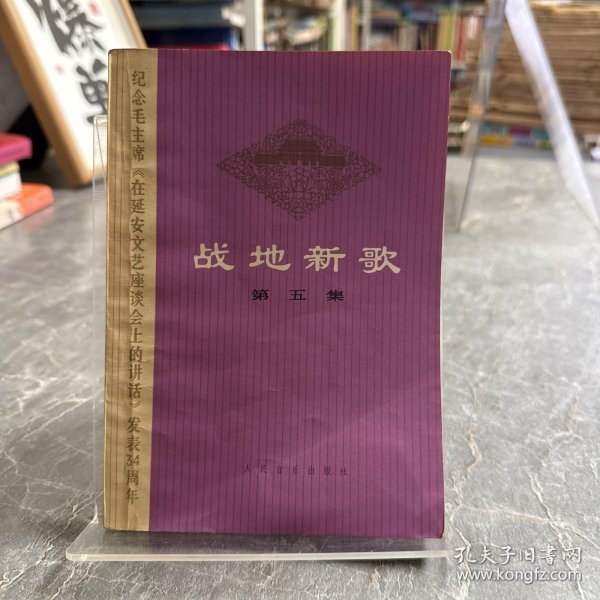 纪念毛主席《在延安文艺座谈会上的讲话》发表34周年
战地新歌
第五集
人民音乐出版社
孔夫子旧书网
www.kongfz.com